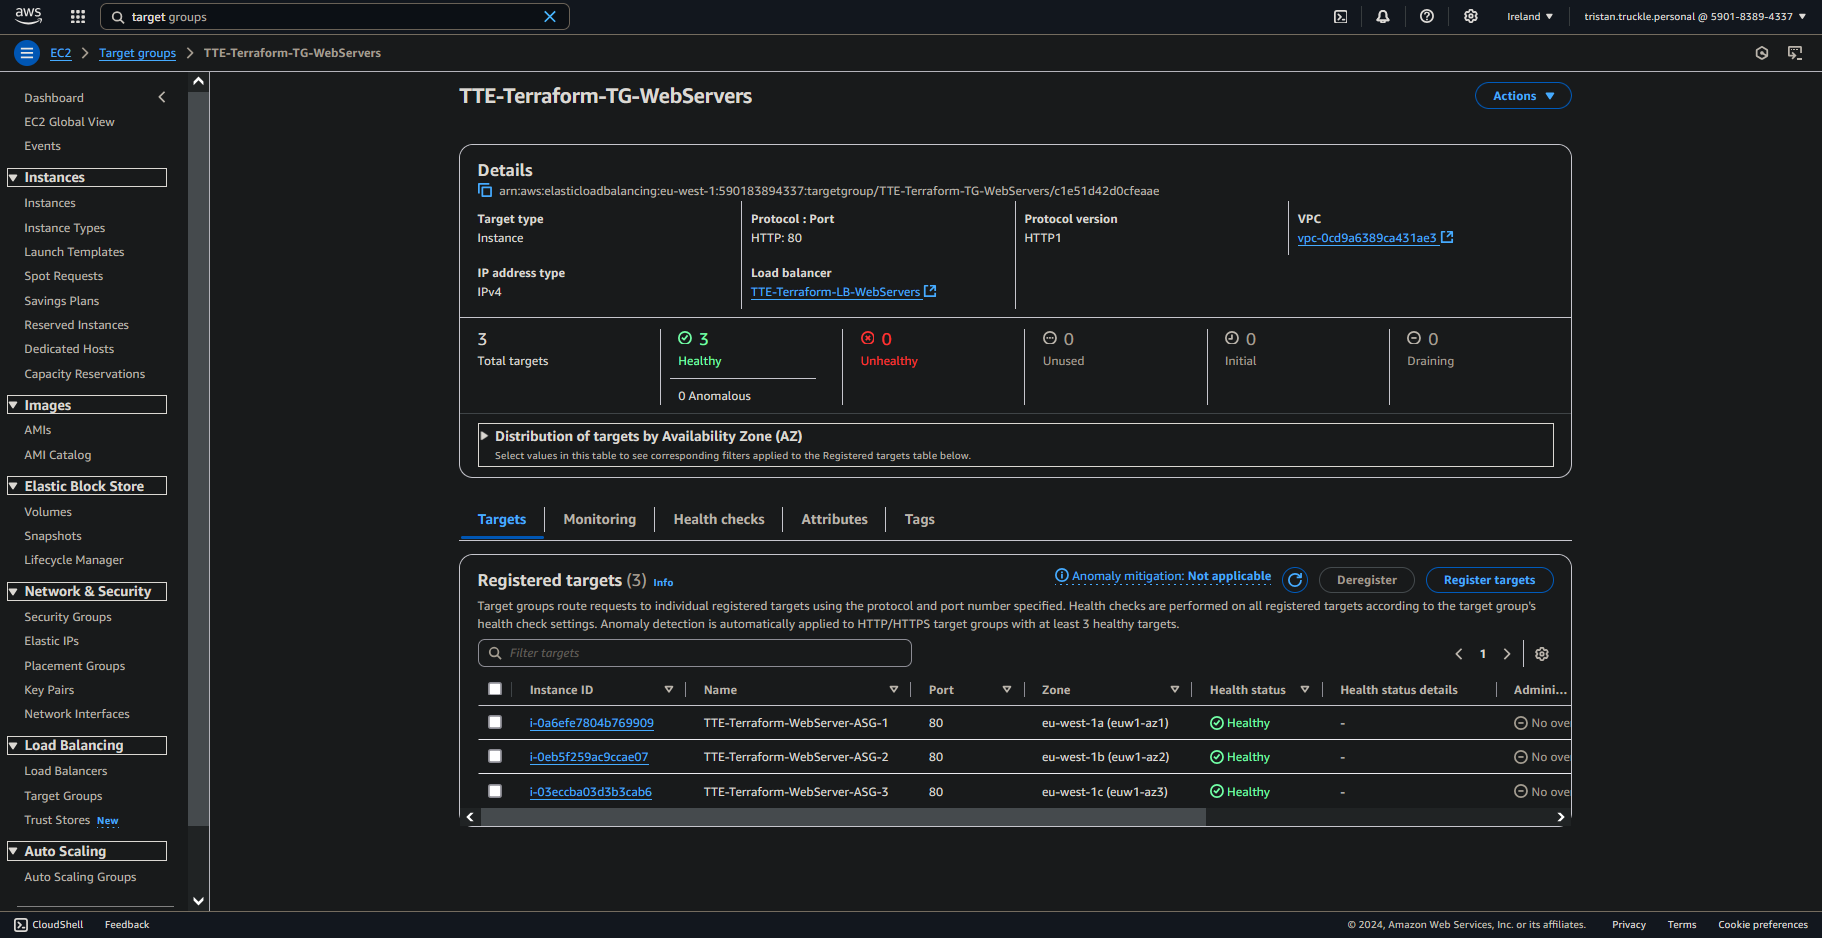 aws
target groups
Ireland ▼
tristan.truckle.personal @ 5901-8389-4337 ▼
EC2 > Target groups > TTE-Terraform-TG-WebServers
Dashboard
EC2 Global View
Events
Instances
Instances
Instance Types
Launch Templates
Spot Requests
Savings Plans
Reserved Instances
Dedicated Hosts
Capacity Reservations
Images
AMIs
AMI Catalog
Elastic Block Store
Volumes
Snapshots
Lifecycle Manager
Network & Security
Security Groups
Elastic IPs
Placement Groups
Key Pairs
Network Interfaces
Load Balancing
Load Balancers
Target Groups
Trust Stores New
Auto Scaling
Auto Scaling Groups
TTE-Terraform-TG-WebServers
Actions ▼
Details
arn:aws:elasticloadbalancing:eu-west-1:590183894337:targetgroup/TTE-Terraform-TG-WebServers/c1e51d42d0cfeaae
Target type
Instance
Protocol : Port
HTTP: 80
Protocol version
HTTP1
VPC
vpc-0cd9a6389ca431ae3
IP address type
IPv4
Load balancer
TTE-Terraform-LB-WebServers
3
Total targets
3
Healthy
0 Anomalous
0
Unhealthy
0
Unused
0
Initial
0
Draining
Distribution of targets by Availability Zone (AZ)
Select values in this table to see corresponding filters applied to the Registered targets table below.
Targets
Monitoring
Health checks
Attributes
Tags
Registered targets (3) Info
Anomaly mitigation: Not applicable
Deregister
Register targets
Target groups route requests to individual registered targets using the protocol and port number specified. Health checks are performed on all registered targets according to the target group's
health check settings. Anomaly detection is automatically applied to HTTP/HTTPS target groups with at least 3 healthy targets.
Filter targets
1
Instance ID Name Port Zone Health status Health status details Admini...
i-0a6efe7804b769909 TTE-Terraform-WebServer-ASG-1 80 eu-west-1a (euw1-az1) Healthy - No ove
i-0eb5f259ac9ccae07 TTE-Terraform-WebServer-ASG-2 80 eu-west-1b (euw1-az2) Healthy - No ove
i-03eccba03d3b3cab6 TTE-Terraform-WebServer-ASG-3 80 eu-west-1c (euw1-az3) Healthy - No ove
CloudShell
Feedback
© 2024, Amazon Web Services, Inc. or its affiliates.
Privacy
Terms
Cookie preferences